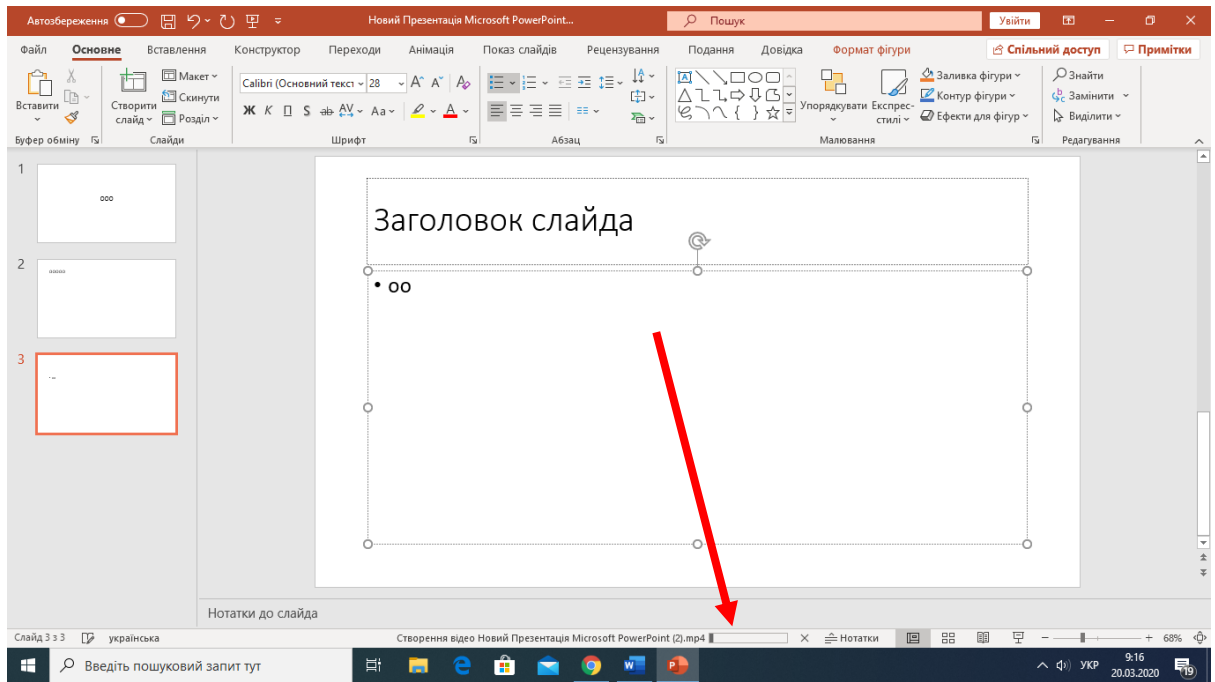 Автозбереження
Новий Презентація Microsoft PowerPoint...
Пошук
Увійти
Файл Основне Вставлення Конструктор Переходи Анімація Показ слайдів Рецензування Подання Довідка Формат фігури Спільний доступ Примітки
Вставити
Створити слайд
Макет
Скинути
Розділ
Calibri (Основний текст 28
Ж К П S ab AV Aa А
Упорядкувати Експрес-стилі
Заливка фігури
Контур фігури
Ефекти для фігур
Знайти
Замінити
Виділити
Буфер обміну Слайди Шрифт Абзац Малювання Редагування
1
ooo
2
oooooo
3
Заголовок слайда
• oo
Нотатки до слайда
Слайд 3 з 3 українська Створення відео Новий Презентація Microsoft PowerPoint (2).mp4 Нотатки 68%
Введіть пошуковий запит тут
УКР
9:16
20.03.2020
19